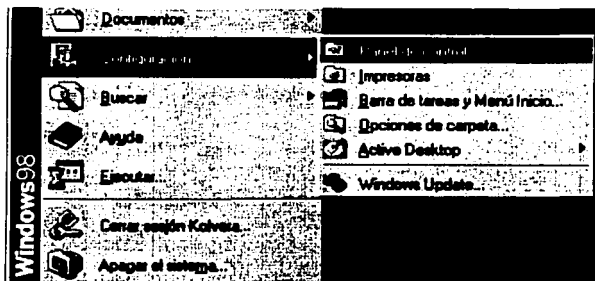 Documentos
Configuración
Buscar
Ayuda
Ejecutar...
Cerrar sesión Kolvera...
Apagar el sistema...
Windows98
Panel de control
Impresoras
Barra de tareas y Menú Inicio...
Opciones de carpeta...
Active Desktop
Windows Update...